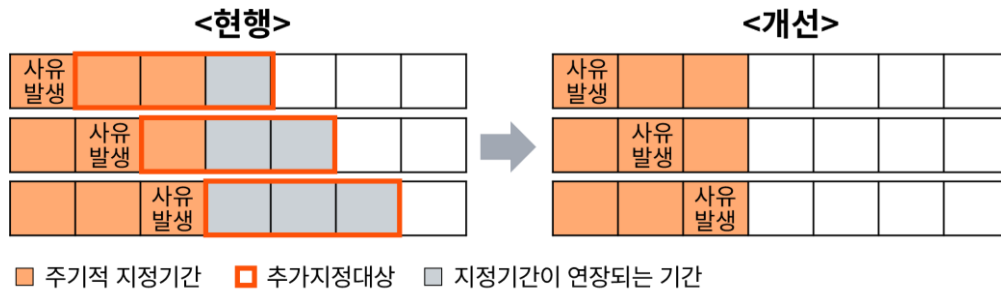 <현행>
<개선>
사유
발생
사유
발생
사유
발생
사유
발생
사유
발생
사유
발생
주기적 지정기간
추가지정대상
지정기간이 연장되는 기간